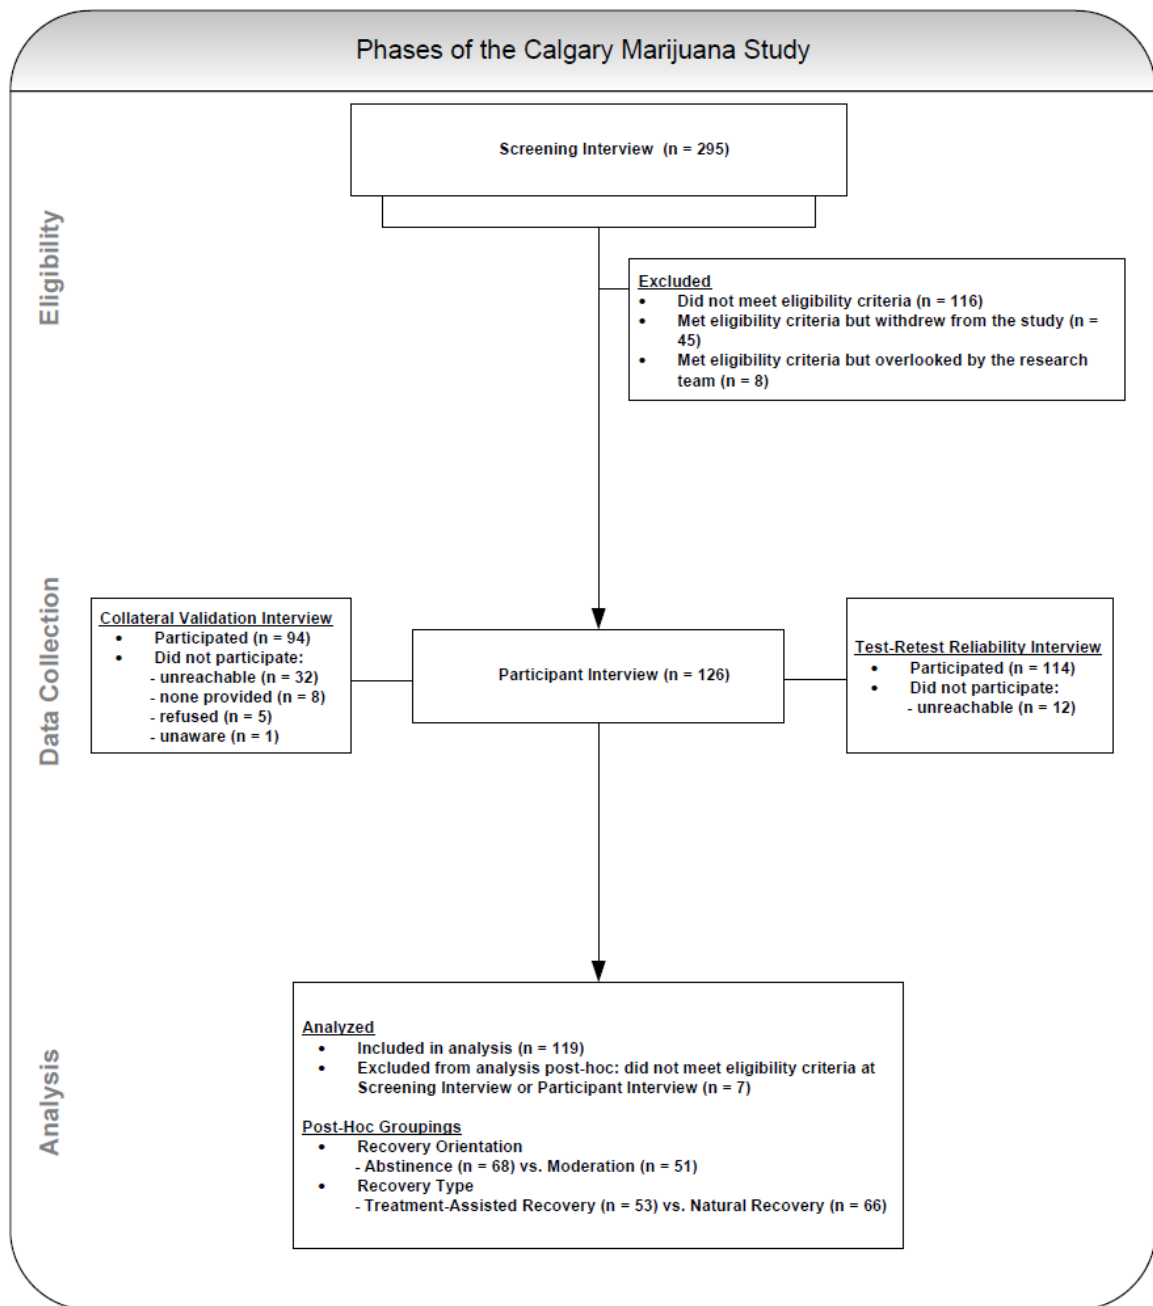 Phases of the Calgary Marijuana Study
Eligibility
Screening Interview (n = 295)
Excluded
• Did not meet eligibility criteria (n = 116)
• Met eligibility criteria but withdrew from the study (n =
45)
• Met eligibility criteria but overlooked by the research
team (n = 8)
Data Collection
Collateral Validation Interview
• Participated (n = 94)
• Did not participate:
- unreachable (n = 32)
- none provided (n = 8)
- refused (n = 5)
- unaware (n = 1)
Participant Interview (n = 126)
Test-Retest Reliability Interview
• Participated (n = 114)
• Did not participate:
- unreachable (n = 12)
Analysis
Analyzed
• Included in analysis (n = 119)
• Excluded from analysis post-hoc: did not meet eligibility criteria at
Screening Interview or Participant Interview (n = 7)
Post-Hoc Groupings
• Recovery Orientation
- Abstinence (n = 68) vs. Moderation (n = 51)
• Recovery Type
- Treatment-Assisted Recovery (n = 53) vs. Natural Recovery (n = 66)